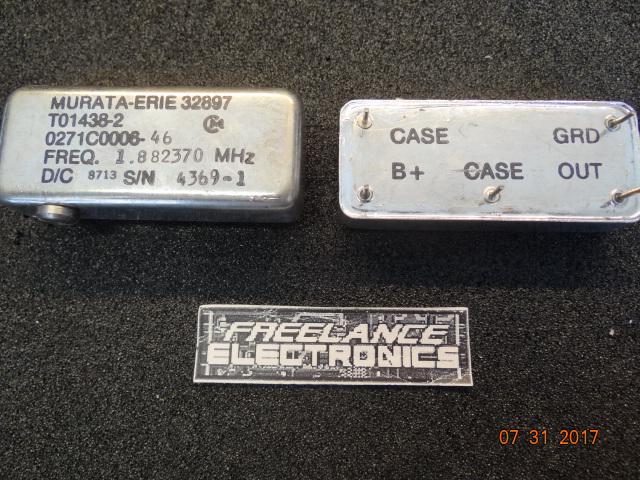 MURATA-ERIE 32897
T01438-2
0271C0006-46
FREQ. 1.882370 MHz
D/C 8713 S/N 4369-1
CASE GRD
B+ CASE OUT
FREELANCE
ELECTRONICS
07 31 2017